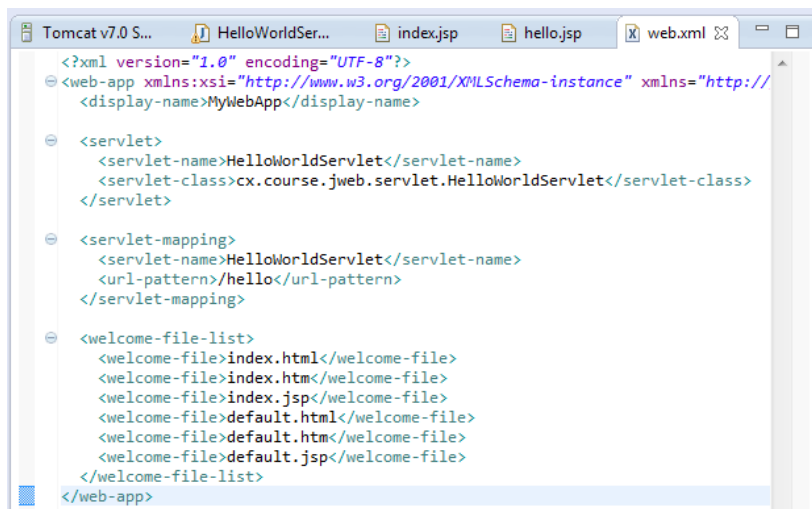 Tomcat v7.0 S... HelloWorldSer... index.jsp hello.jsp web.xml
<?xml version="1.0" encoding="UTF-8"?>
<web-app xmlns:xsi="http://www.w3.org/2001/XMLSchema-instance" xmlns="http://
<display-name>MyWebApp</display-name>
<servlet>
<servlet-name>HelloWorldServlet</servlet-name>
<servlet-class>cx.course.jweb.servlet.HelloWorldServlet</servlet-class>
</servlet>
<servlet-mapping>
<servlet-name>HelloWorldServlet</servlet-name>
<url-pattern>/hello</url-pattern>
</servlet-mapping>
<welcome-file-list>
<welcome-file>index.html</welcome-file>
<welcome-file>index.htm</welcome-file>
<welcome-file>index.jsp</welcome-file>
<welcome-file>default.html</welcome-file>
<welcome-file>default.htm</welcome-file>
<welcome-file>default.jsp</welcome-file>
</welcome-file-list>
</web-app>